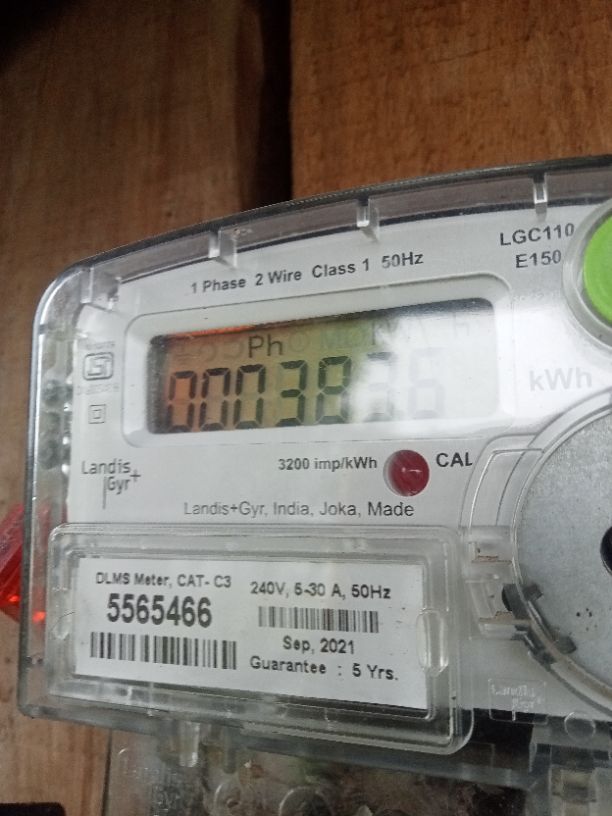 LGC110
E150
1 Phase 2 Wire Class 1 50Hz
Ph
kWh
3200 imp/kWh
CAL
Landis
Gyr+
Landis+Gyr, India, Joka, Made
DLMS Meter, CAT- C3
240V, 5-30 A, 50Hz
5565466
Sep, 2021
Guarantee : 5 Yrs.